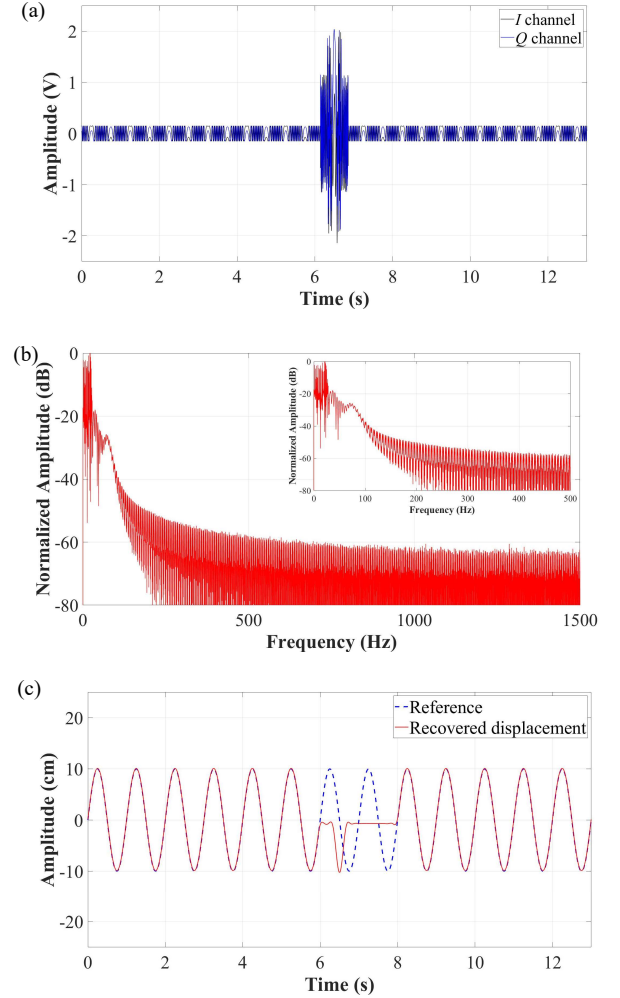 (a)
I channel
Q channel
2
1
0
-1
-2
Amplitude (V)
0 2 4 6 8 10 12
Time (s)
(b)
0
-20
-40
-60
-80
Normalized Amplitude (dB)
0
-20
-40
-60
-80
Normalized Amplitude (dB)
0 100 200 300 400 500
Frequency (Hz)
0 500 1000 1500
Frequency (Hz)
(c)
Reference
Recovered displacement
20
10
0
-10
-20
Amplitude (cm)
0 2 4 6 8 10 12
Time (s)